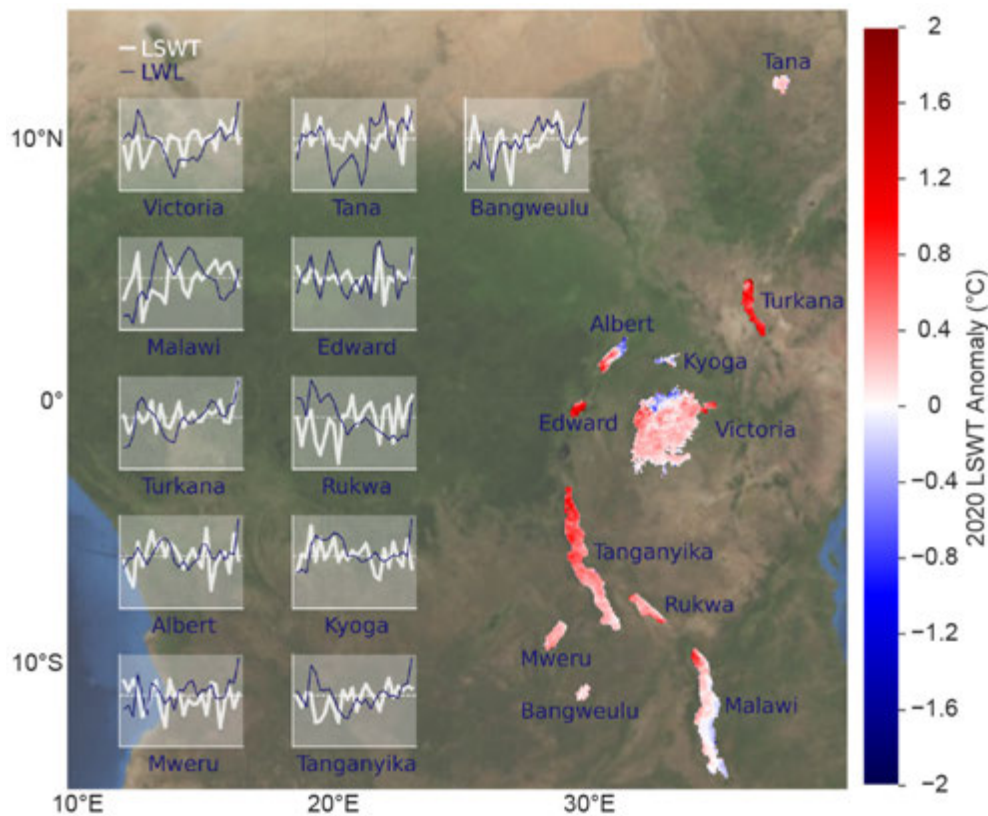 LSWT
LWL
Victoria
Tana
Bangweulu
Malawi
Edward
Turkana
Rukwa
Albert
Kyoga
Mweru
Tanganyika
Tana
Turkana
Albert
Kyoga
Edward
Victoria
Tanganyika
Rukwa
Mweru
Bangweulu
Malawi
10°N
0°
10°S
10°E
20°E
30°E
2
1.6
1.2
0.8
0.4
0
−0.4
−0.8
−1.2
−1.6
−2
2020 LSWT Anomaly (°C)